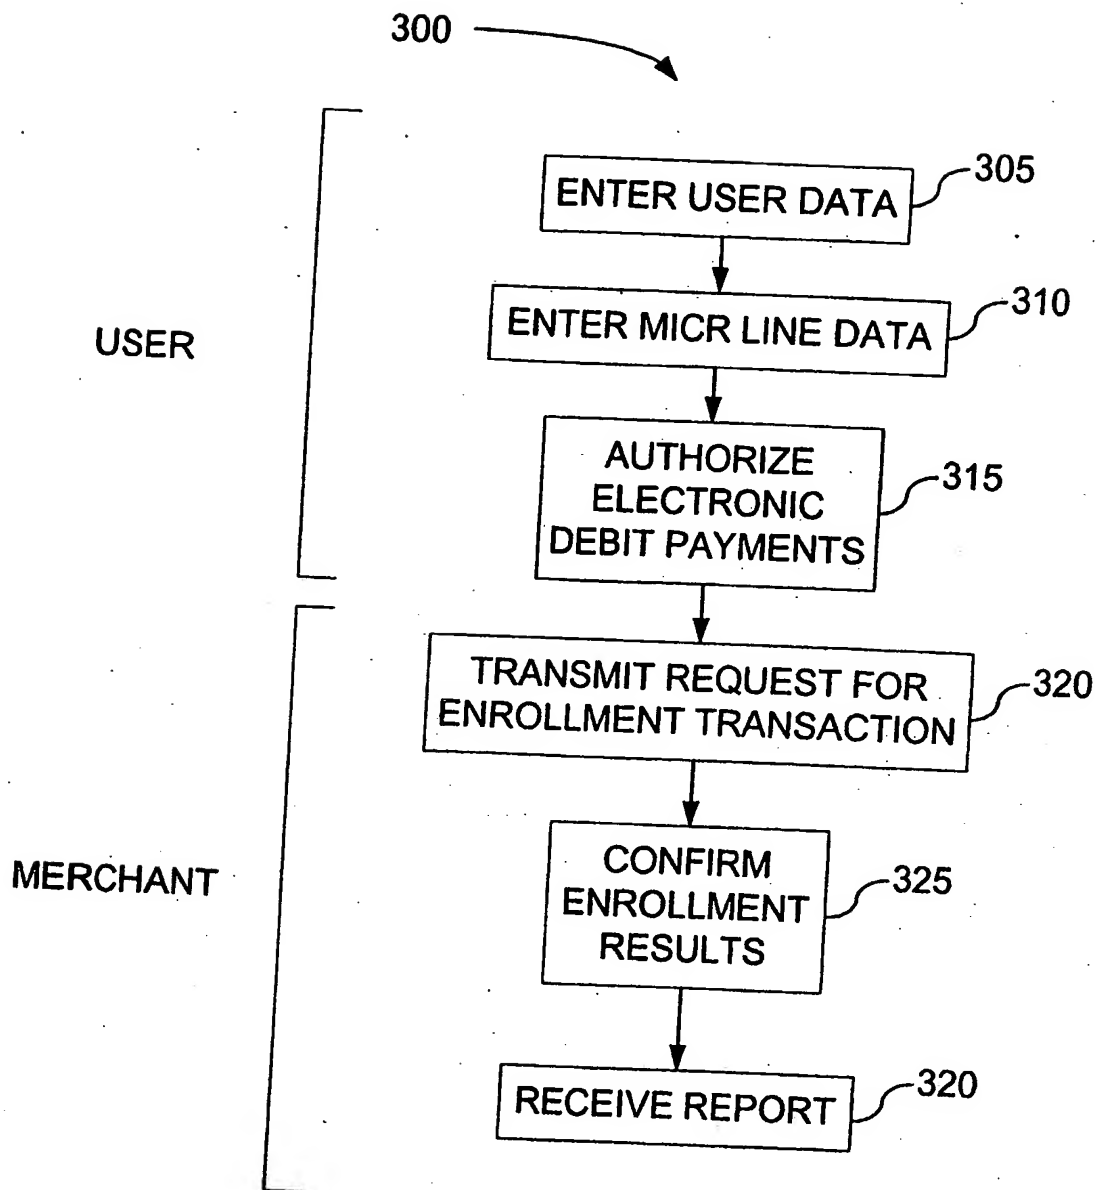 300
ENTER USER DATA
305
ENTER MICR LINE DATA
310
USER
AUTHORIZE
ELECTRONIC
DEBIT PAYMENTS
315
TRANSMIT REQUEST FOR
ENROLLMENT TRANSACTION
320
MERCHANT
CONFIRM
ENROLLMENT
RESULTS
325
RECEIVE REPORT
320